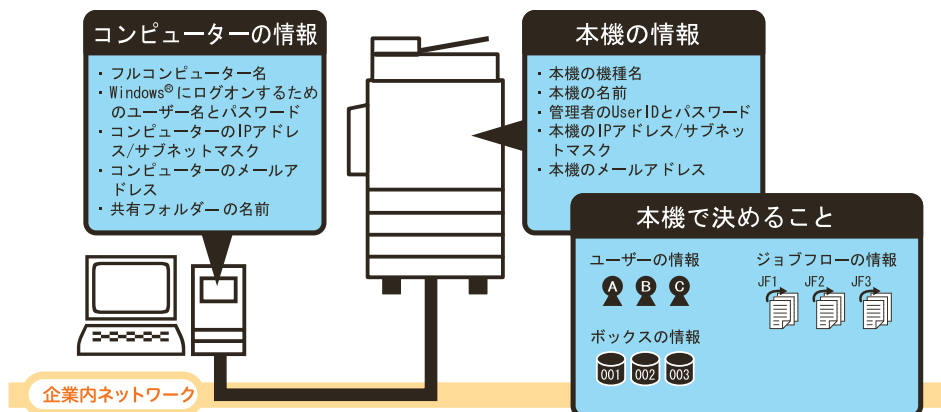 コンピューターの情報
・フルコンピューター名
・Windows®にログオンするため
のユーザー名とパスワード
・コンピューターのIPアドレ
ス/サブネットマスク
・コンピューターのメールア
ドレス
・共有フォルダーの名前
本機の情報
・本機の機種名
・本機の名前
・管理者のUserIDとパスワード
・本機のIPアドレス/サブネッ
トマスク
・本機のメールアドレス
本機で決めること
ユーザーの情報
A B C
ジョブフローの情報
JF1 JF2 JF3
ボックスの情報
001 002 003
企業内ネットワーク